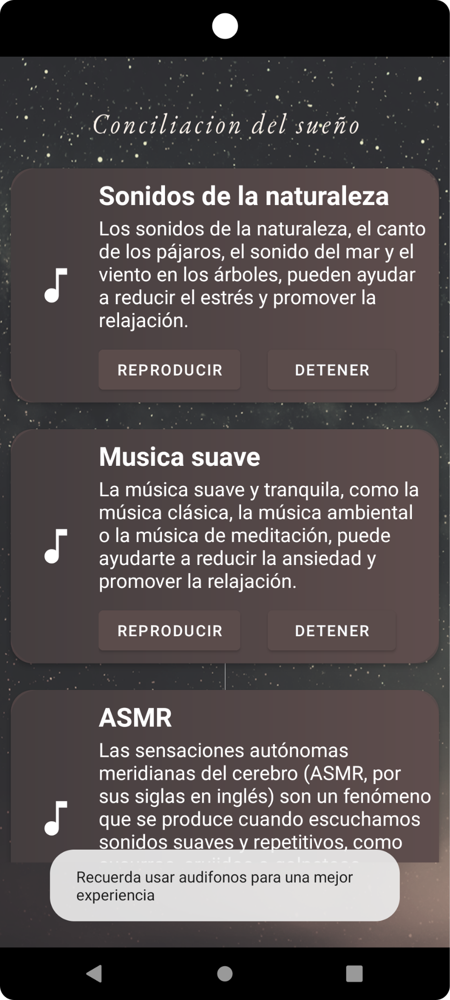 Conciliacion del sueño
Sonidos de la naturaleza
Los sonidos de la naturaleza, el canto
de los pájaros, el sonido del mar y el
viento en los árboles, pueden ayudar
a reducir el estrés y promover la
relajación.
REPRODUCIR DETENER
Musica suave
La música suave y tranquila, como la
música clásica, la música ambiental
o la música de meditación, puede
ayudarte a reducir la ansiedad y
promover la relajación.
REPRODUCIR DETENER
ASMR
Las sensaciones autónomas
meridianas del cerebro (ASMR, por
sus siglas en inglés) son un fenómeno
que se produce cuando escuchamos
sonidos suaves y repetitivos, como
Recuerda usar audifonos para una mejor
experiencia